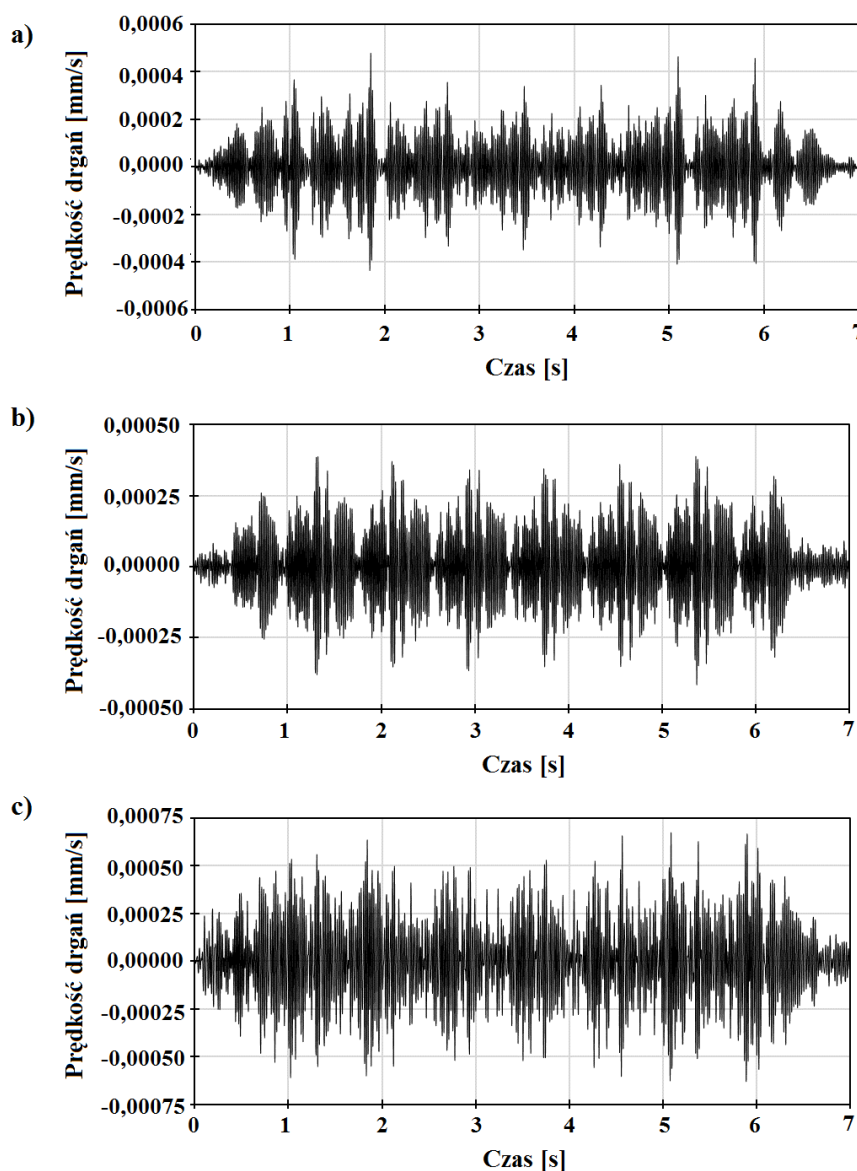 a)
Prędkość drgań [mm/s]
0,0006
0,0004
0,0002
0,0000
-0,0002
-0,0004
-0,0006
0 1 2 3 4 5 6 7
Czas [s]
b)
Prędkość drgań [mm/s]
0,00050
0,00025
0,00000
-0,00025
-0,00050
0 1 2 3 4 5 6 7
Czas [s]
c)
Prędkość drgań [mm/s]
0,00075
0,00050
0,00025
0,00000
-0,00025
-0,00050
-0,00075
0 1 2 3 4 5 6 7
Czas [s]